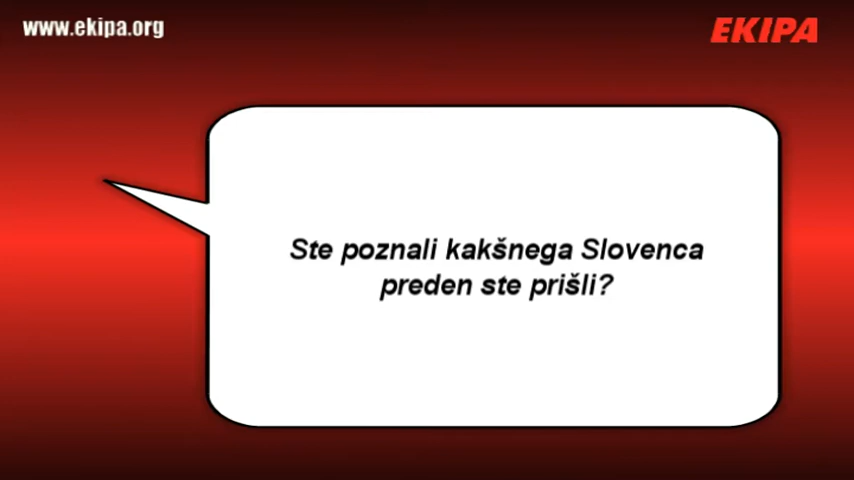 www.ekipa.org
EKIPA
Ste poznali kakšnega Slovenca
preden ste prišli?